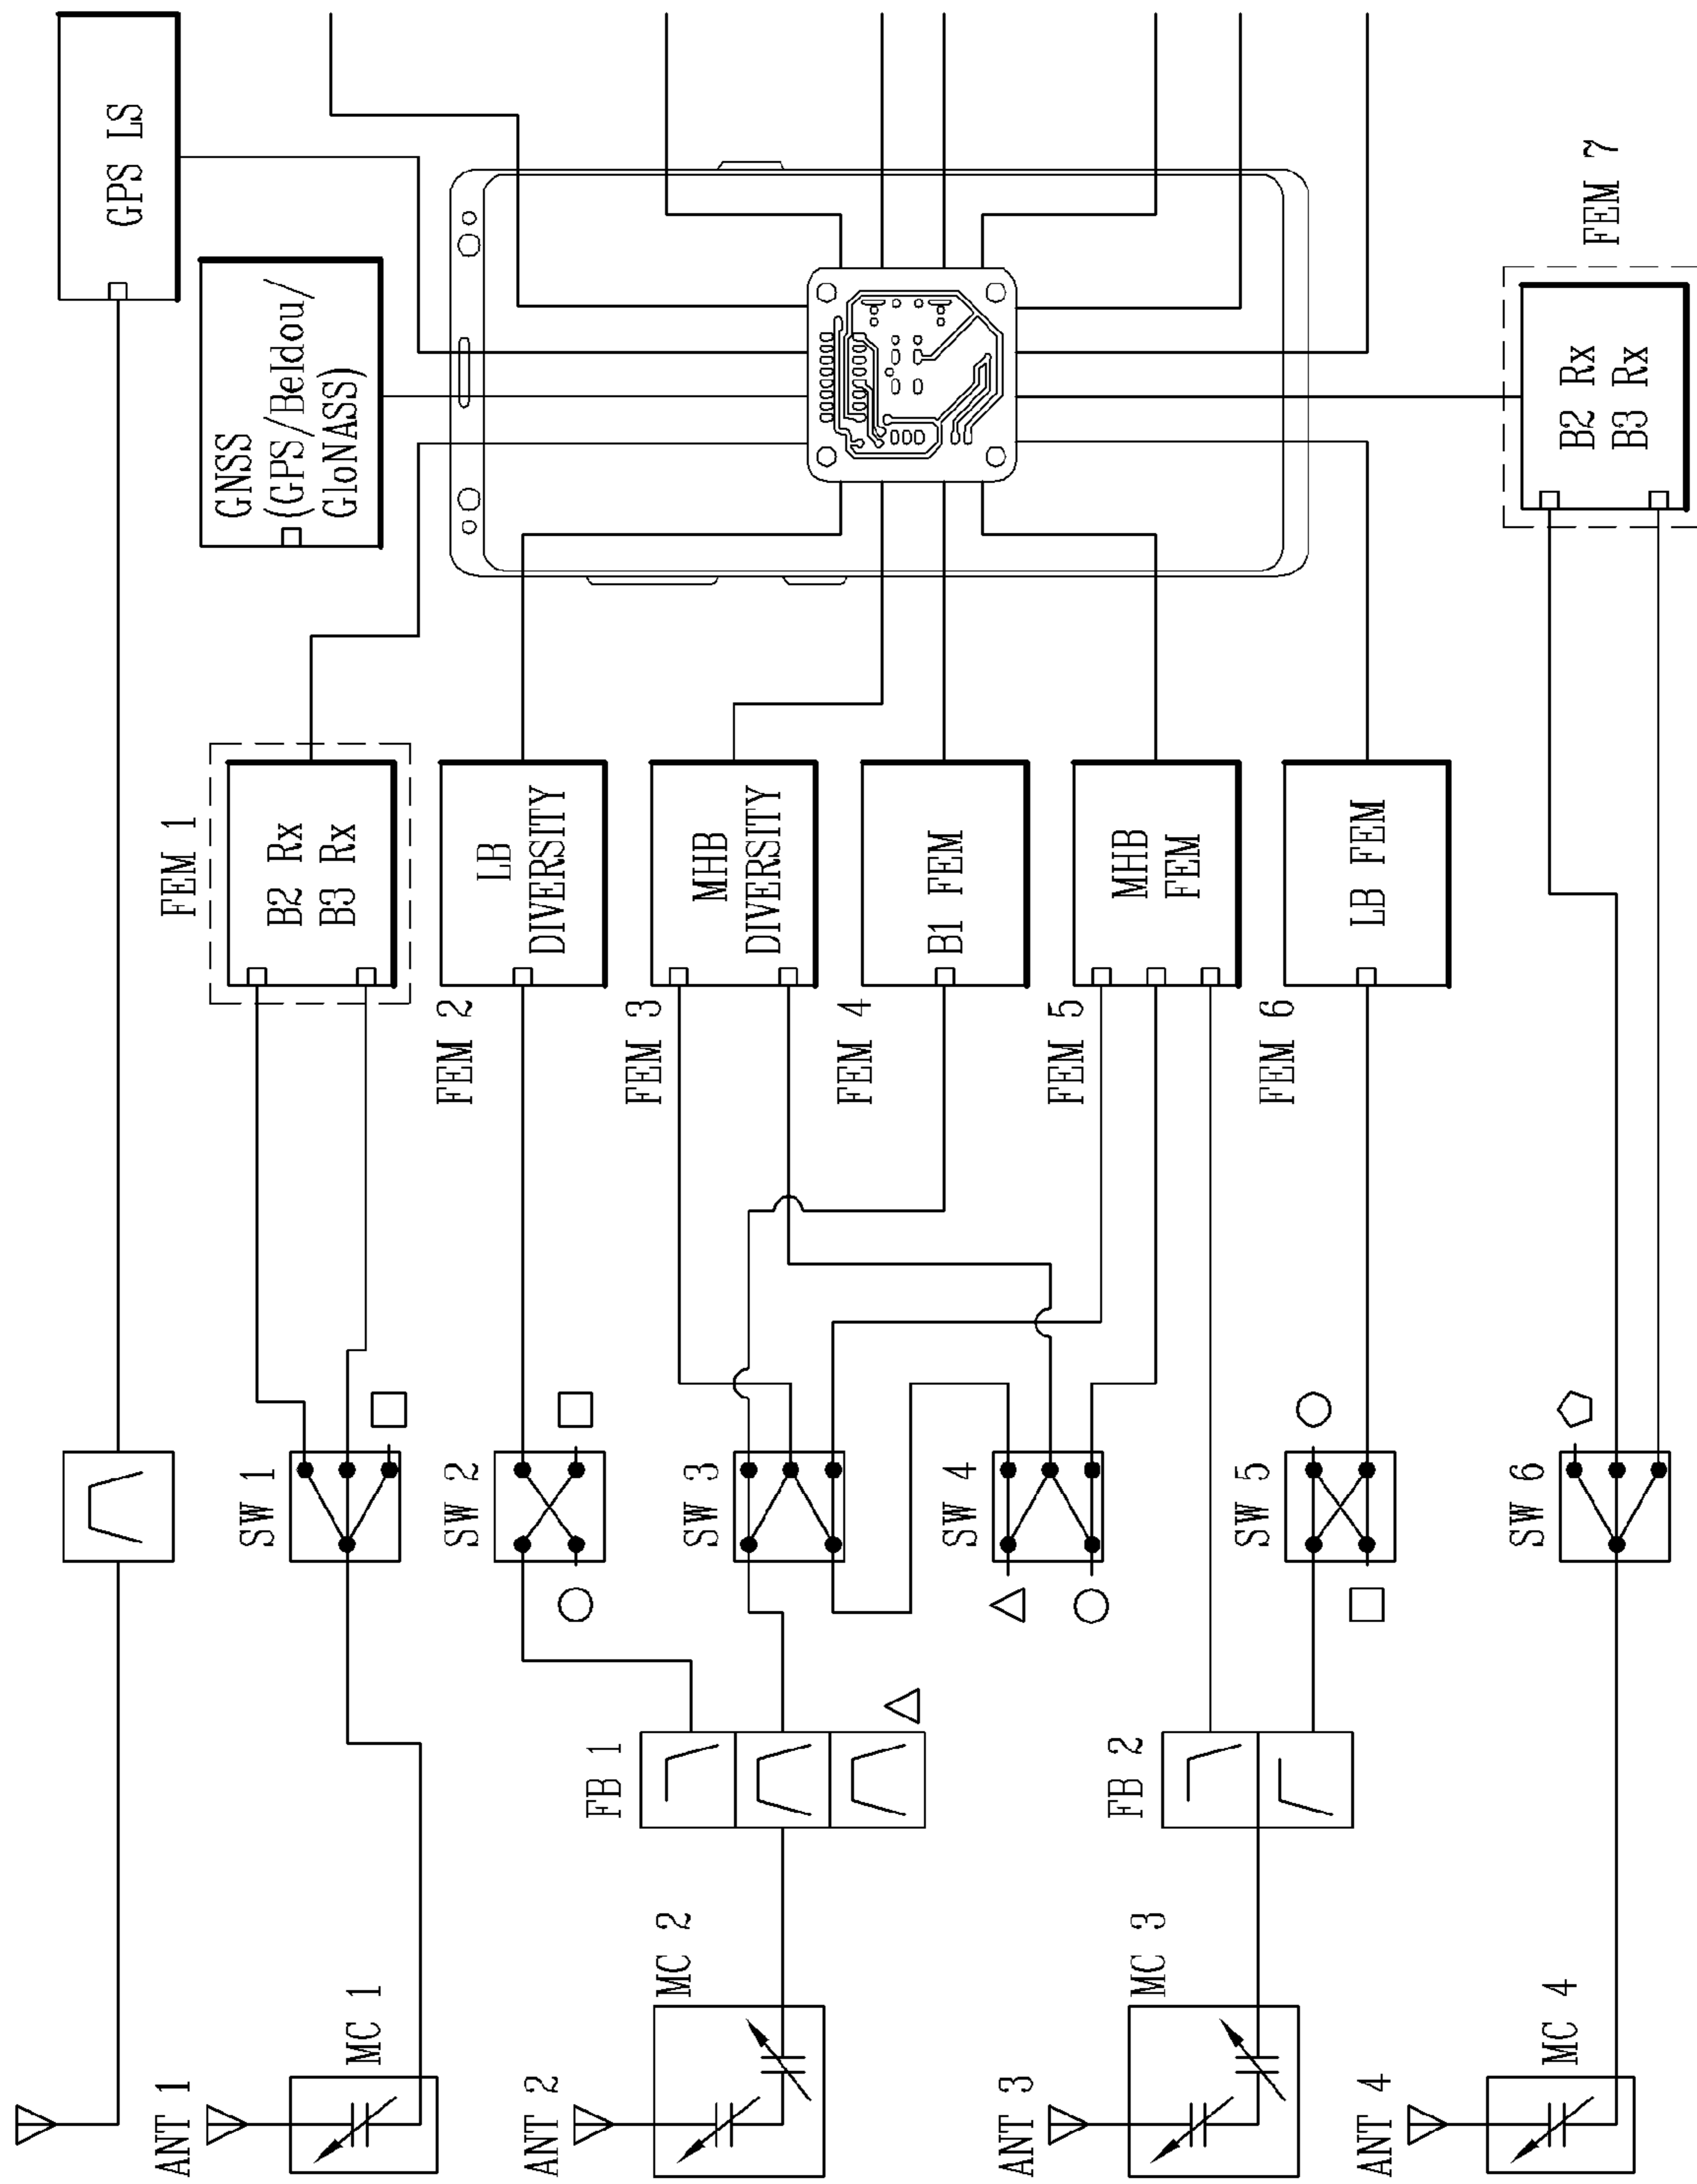 GPS LS
GNSS
(GPS/Beldou/
GloNASS)
FEM 1
B2 Rx
B3 Rx
FEM 2
LB
DIVERSITY
FEM 3
MHB
DIVERSITY
FEM 4
B1 FEM
FEM 5
MHB
FEM
FEM 6
LB FEM
FEM 7
B2 Rx
B3 Rx
SW 1
SW 2
SW 3
SW 4
SW 5
SW 6
FB 1
FB 2
MC 1
MC 2
MC 3
MC 4
ANT 1
ANT 2
ANT 3
ANT 4